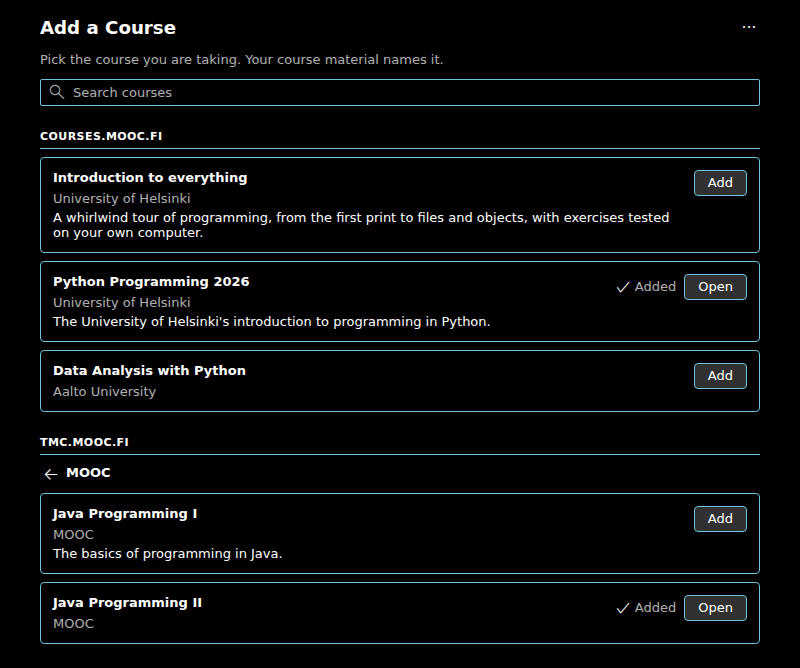 Add a Course
Pick the course you are taking. Your course material names it.
Search courses
COURSES.MOOC.FI
Introduction to everything
Add
University of Helsinki
A whirlwind tour of programming, from the first print to files and objects, with exercises tested
on your own computer.
Python Programming 2026
Added
Open
University of Helsinki
The University of Helsinki's introduction to programming in Python.
Data Analysis with Python
Add
Aalto University
TMC.MOOC.FI
MOOC
Java Programming I
Add
MOOC
The basics of programming in Java.
Java Programming II
Added
Open
MOOC